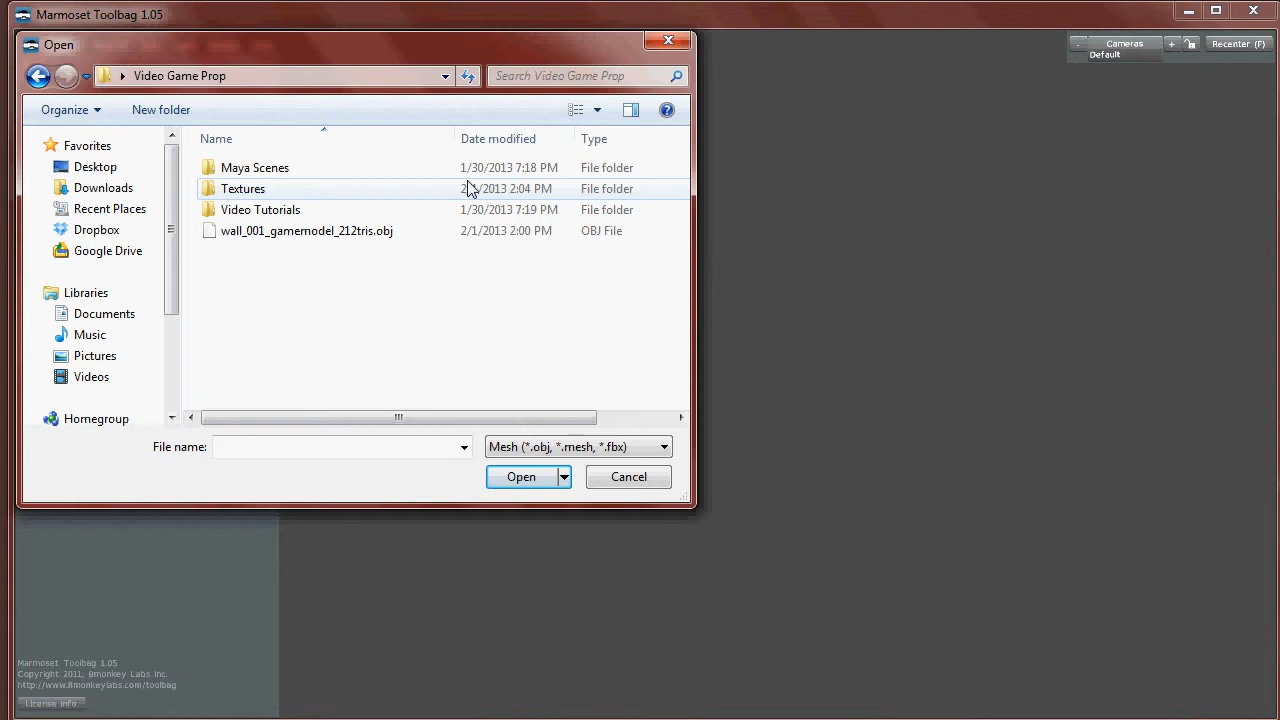 Marmoset Toolbag 1.05
Open
Video Game Prop
Search Video Game Prop
Cameras
Default
- +
Recenter (F)
Organize
New folder
Favorites
Desktop
Downloads
Recent Places
Dropbox
Google Drive
Libraries
Documents
Music
Pictures
Videos
Homegroup
Name Date modified Type
Maya Scenes 1/30/2013 7:18 PM File folder
Textures /2013 2:04 PM File folder
Video Tutorials 1/30/2013 7:19 PM File folder
wall_001_gamemodel_212tris.obj 2/1/2013 2:00 PM OBJ File
File name:
Mesh (*.obj, *.mesh, *.fbx)
Open
Cancel
Marmoset Toolbag 1.05
Copyright 2011, 8monkey Labs Inc.
http://www.8monkeylabs.com/toolbag
License Info